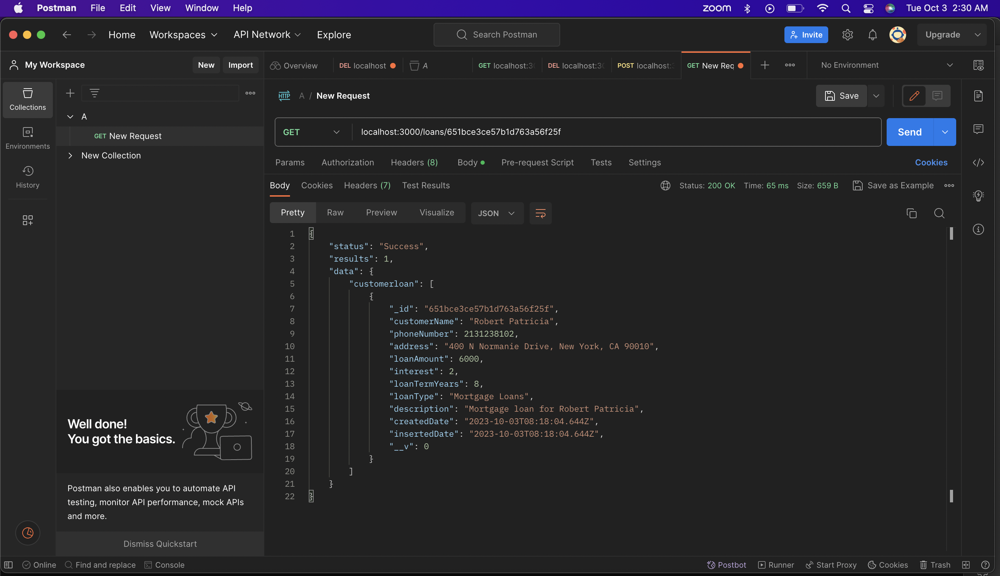 Postman File Edit View Window Help zoom Tue Oct 3 2:30 AM
Home Workspaces API Network Explore Search Postman Invite Upgrade
My Workspace New Import Overview DEL localhost A GET localhost:30 DEL localhost:30 POST localhost: GET New Req No Environment
Collections
HTTP A / New Request Save
A
GET New Request
GET localhost:3000/loans/651bce3ce57b1d763a56f25f Send
Environments
New Collection
Params Authorization Headers (8) Body Pre-request Script Tests Settings Cookies
History
Body Cookies Headers (7) Test Results Status: 200 OK Time: 65 ms Size: 659 B Save as Example
Pretty Raw Preview Visualize JSON
1 {
2 "status": "Success",
3 "results": 1,
4 "data": {
5 "customerloan": [
6 {
7 "_id": "651bce3ce57b1d763a56f25f",
8 "customerName": "Robert Patricia",
9 "phoneNumber": 2131238102,
10 "address": "400 N Normanie Drive, New York, CA 90010",
11 "loanAmount": 6000,
12 "interest": 2,
13 "loanTermYears": 8,
14 "loanType": "Mortgage Loans",
15 "description": "Mortgage loan for Robert Patricia",
16 "createdDate": "2023-10-03T08:18:04.644Z",
17 "insertedDate": "2023-10-03T08:18:04.644Z",
18 "__v": 0
19 }
20 ]
21 }
22 }
Well done!
You got the basics.
Postman also enables you to automate API
testing, monitor API performance, mock APIs
and more.
Dismiss Quickstart
Online Find and replace Console Postbot Runner Start Proxy Cookies Trash